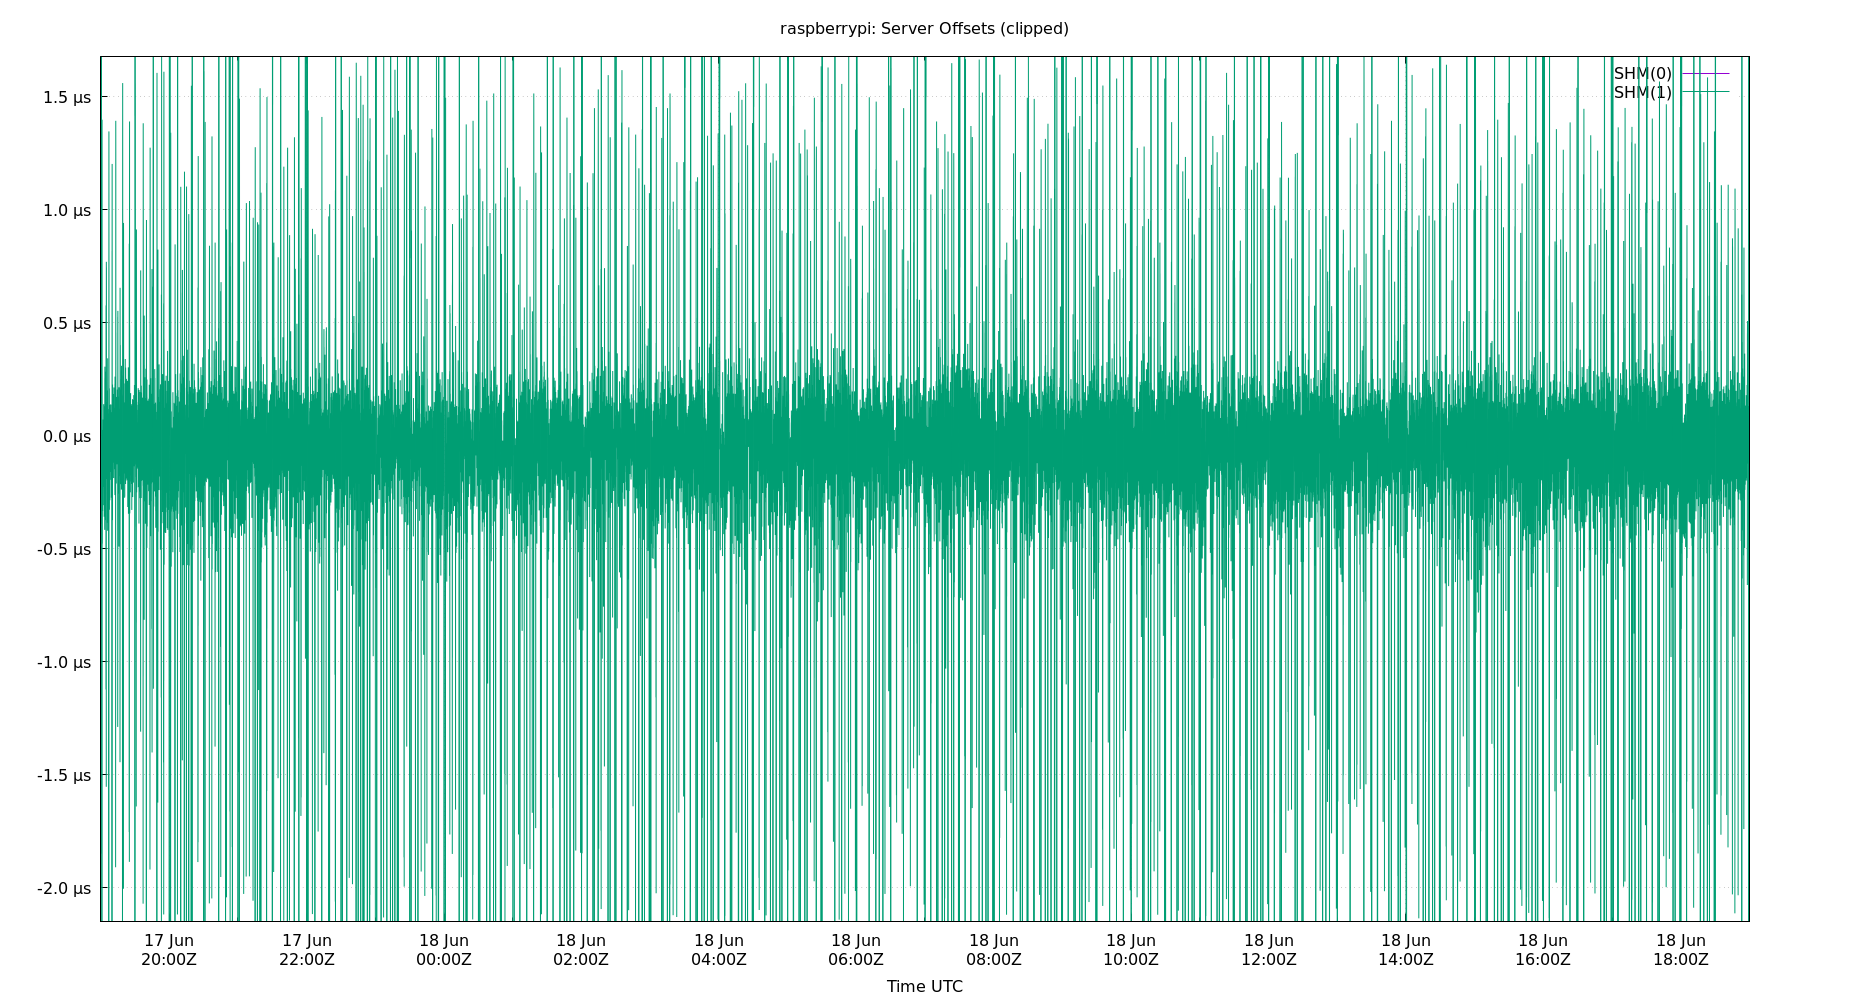 raspberrypi: Server Offsets (clipped)
SHM(0)
SHM(1)
1.5 µs
1.0 µs
0.5 µs
0.0 µs
-0.5 µs
-1.0 µs
-1.5 µs
-2.0 µs
17 Jun 17 Jun 18 Jun 18 Jun 18 Jun 18 Jun 18 Jun 18 Jun 18 Jun 18 Jun 18 Jun 18 Jun
20:00Z 22:00Z 00:00Z 02:00Z 04:00Z 06:00Z 08:00Z 10:00Z 12:00Z 14:00Z 16:00Z 18:00Z
Time UTC